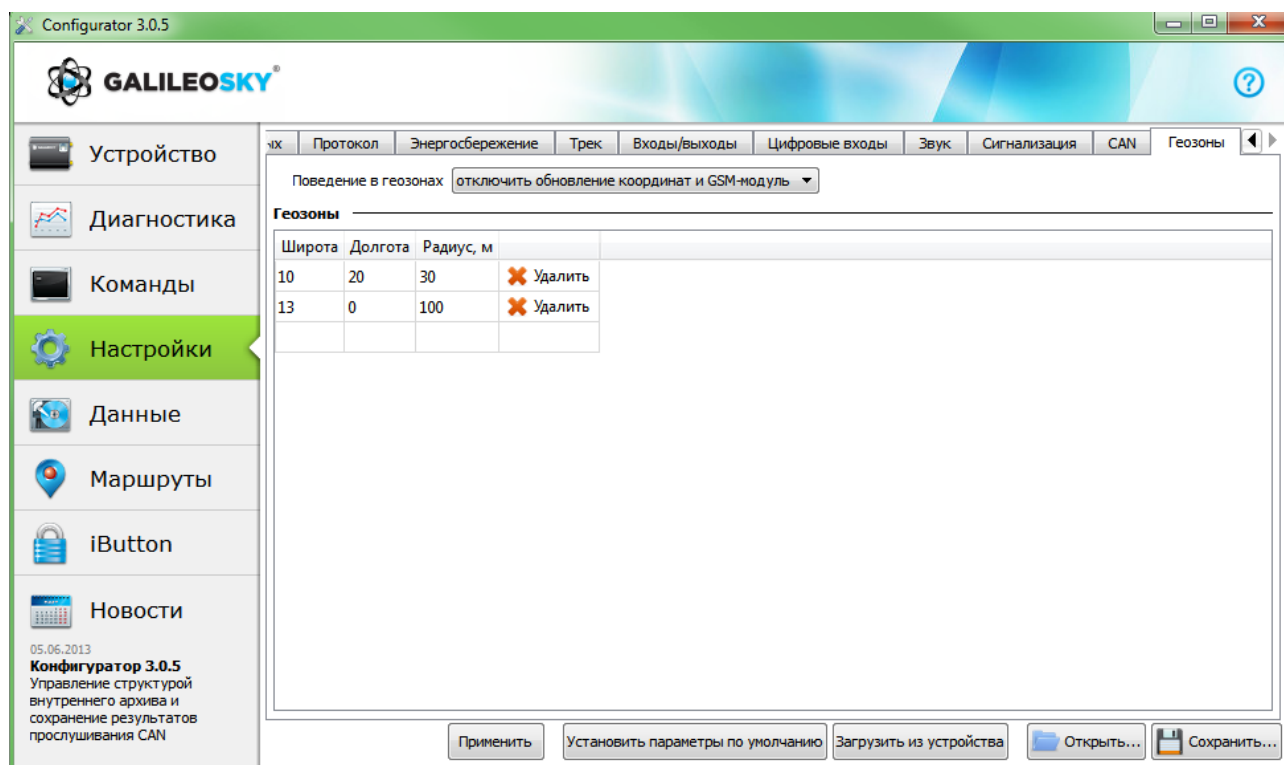 Configurator 3.0.5
GALILEOSKY®
Устройство
Диагностика
Команды
Настройки
Данные
Маршруты
iButton
Новости
05.06.2013
Конфигуратор 3.0.5
Управление структурой
внутреннего архива и
сохранение результатов
прослушивания CAN
ых Протокол Энергосбережение Трек Входы/выходы Цифровые входы Звук Сигнализация CAN Геозоны
Поведение в геозонах отключить обновление координат и GSM-модуль
Геозоны
Широта Долгота Радиус, м
10 20 30 Удалить
13 0 100 Удалить
Применить Установить параметры по умолчанию Загрузить из устройства Открыть... Сохранить...